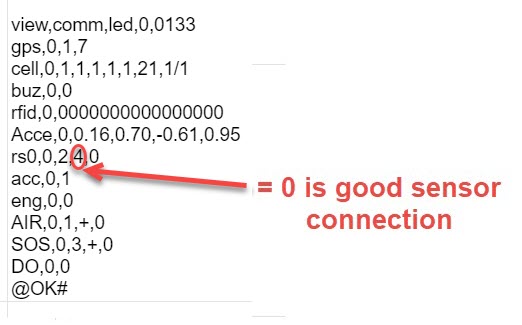 view,comm,led,0,0133
gps,0,1,7
cell,0,1,1,1,1,1,21,1/1
buz,0,0
rfid,0,0000000000000000
Acce,0,0.16,0.70,-0.61,0.95
rs0,0,2,4,0
acc,0,1
eng,0,0
AIR,0,1,+,0
SOS,0,3,+,0
DO,0,0
@OK#
= 0 is good sensor
connection